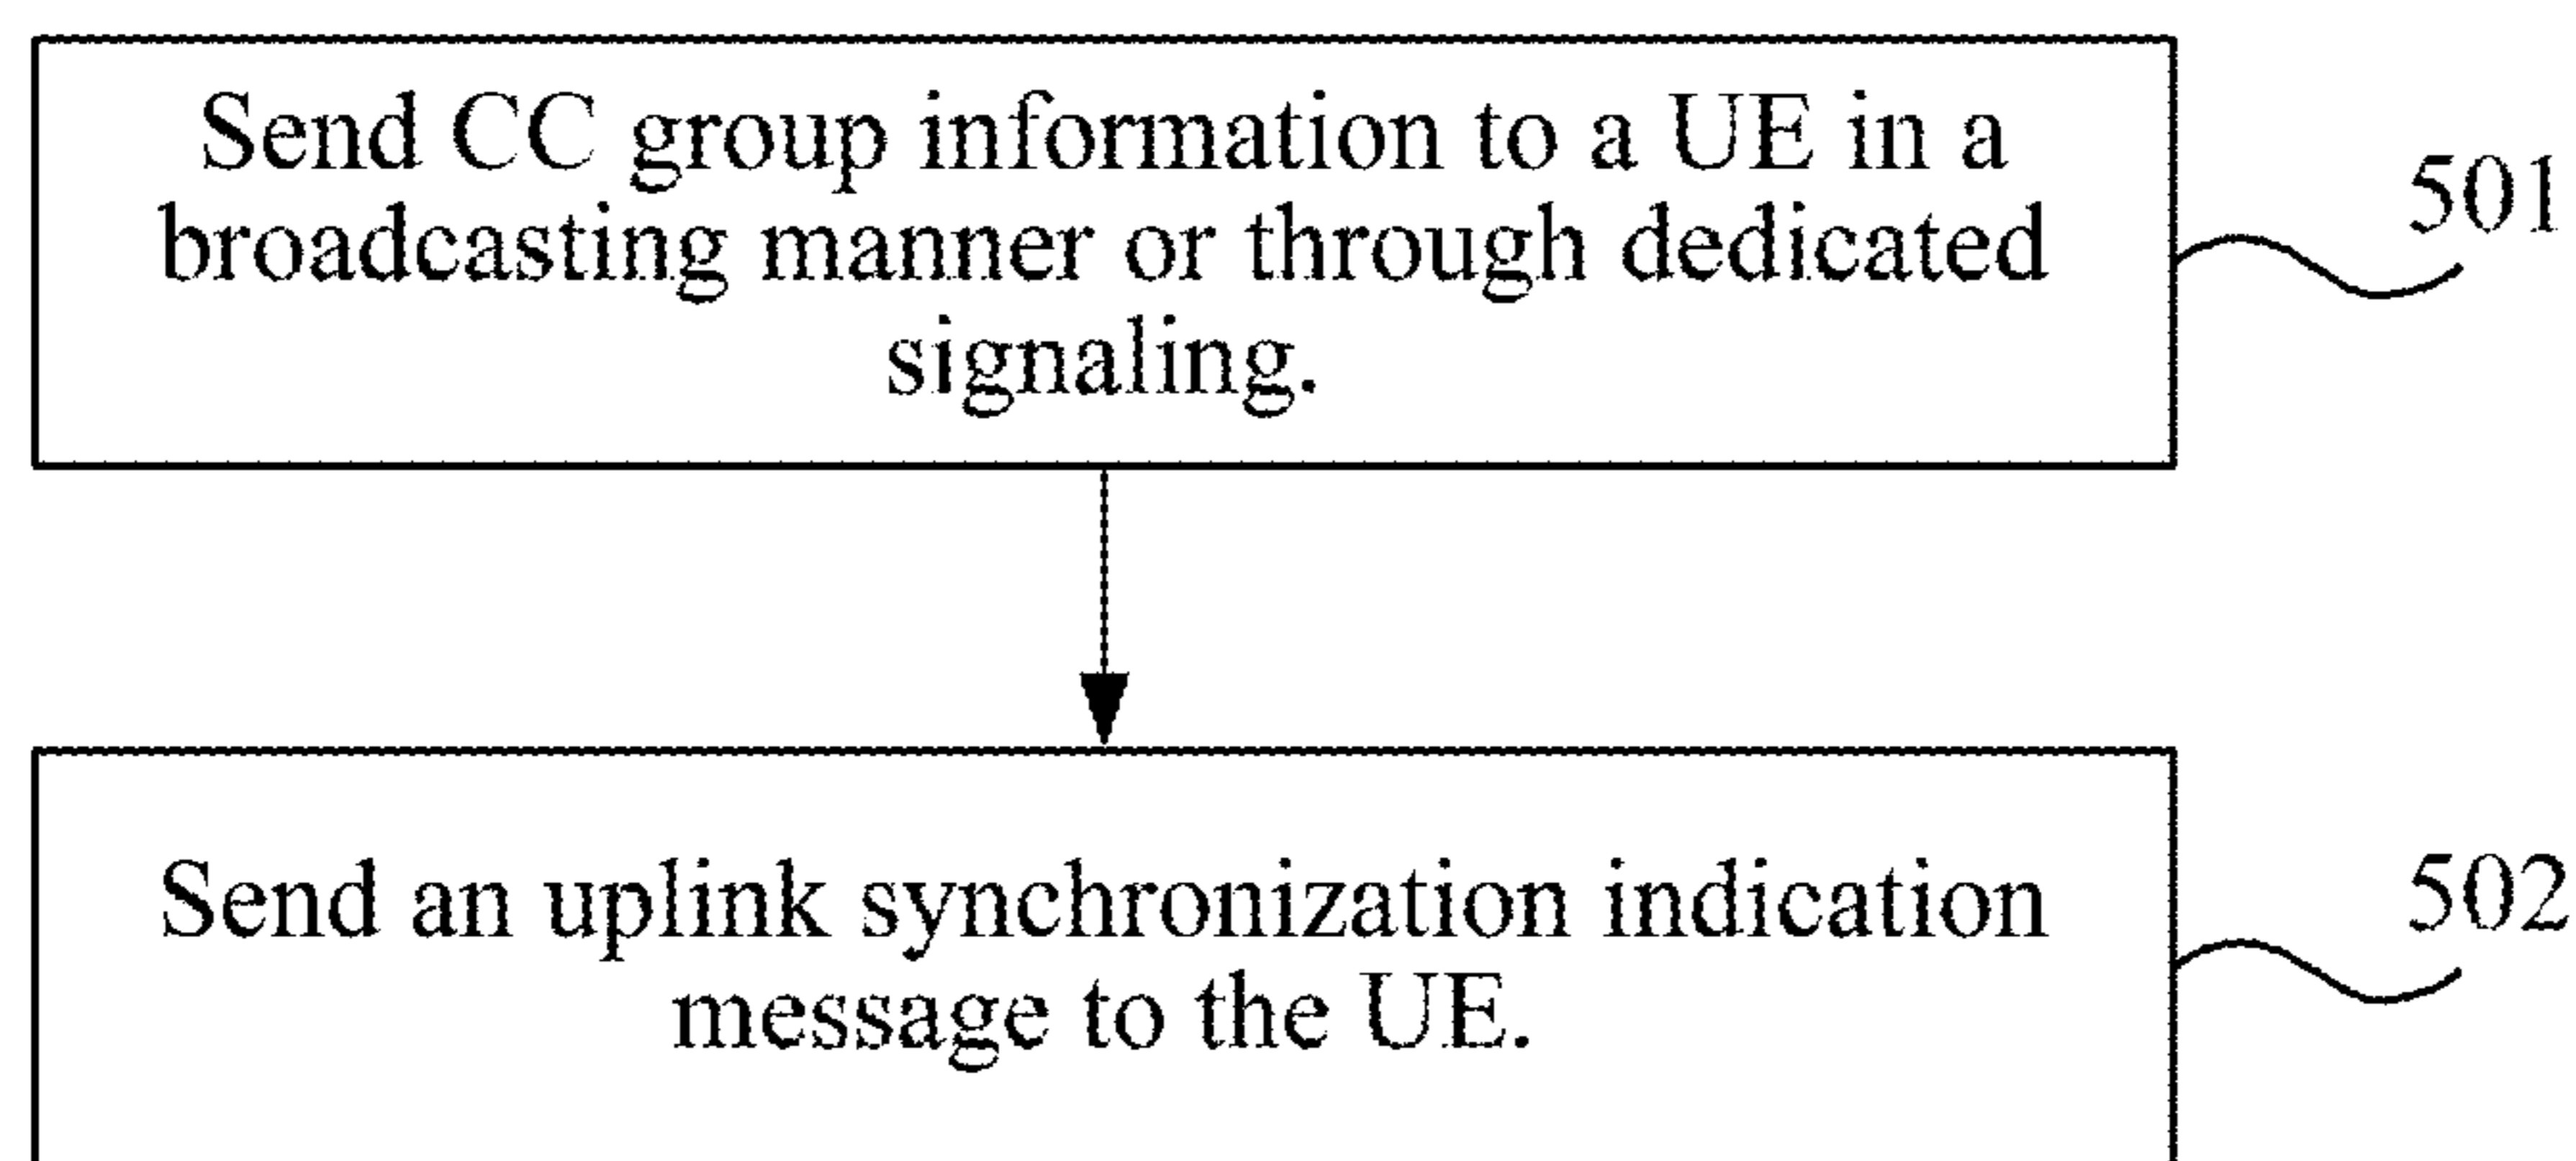 Send CC group information to a UE in a
broadcasting manner or through dedicated
signaling.
501
Send an uplink synchronization indication
message to the UE.
502